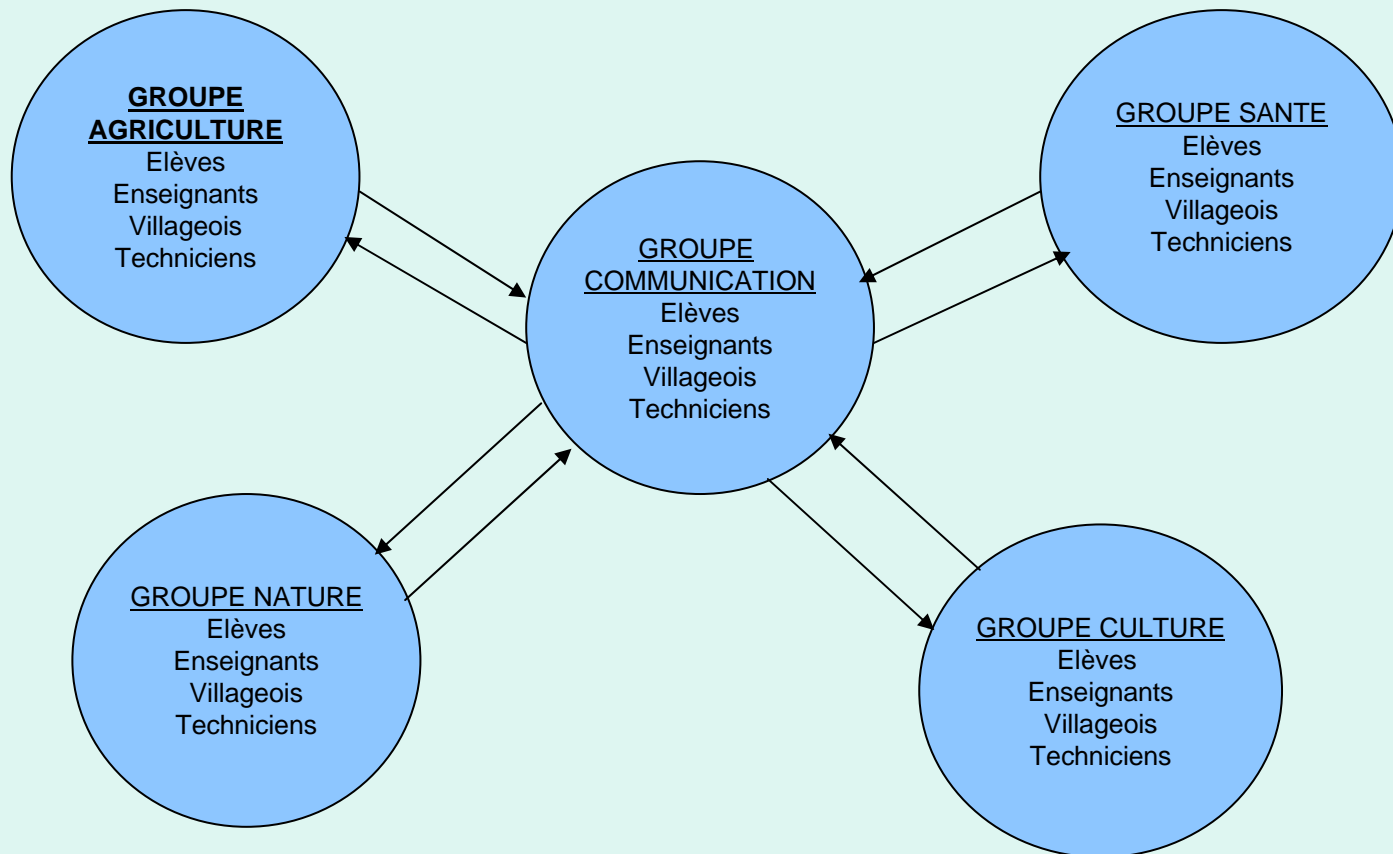 GROUPE
AGRICULTURE
Elèves
Enseignants
Villageois
Techniciens
GROUPE SANTE
Elèves
Enseignants
Villageois
Techniciens
GROUPE
COMMUNICATION
Elèves
Enseignants
Villageois
Techniciens
GROUPE NATURE
Elèves
Enseignants
Villageois
Techniciens
GROUPE CULTURE
Elèves
Enseignants
Villageois
Techniciens